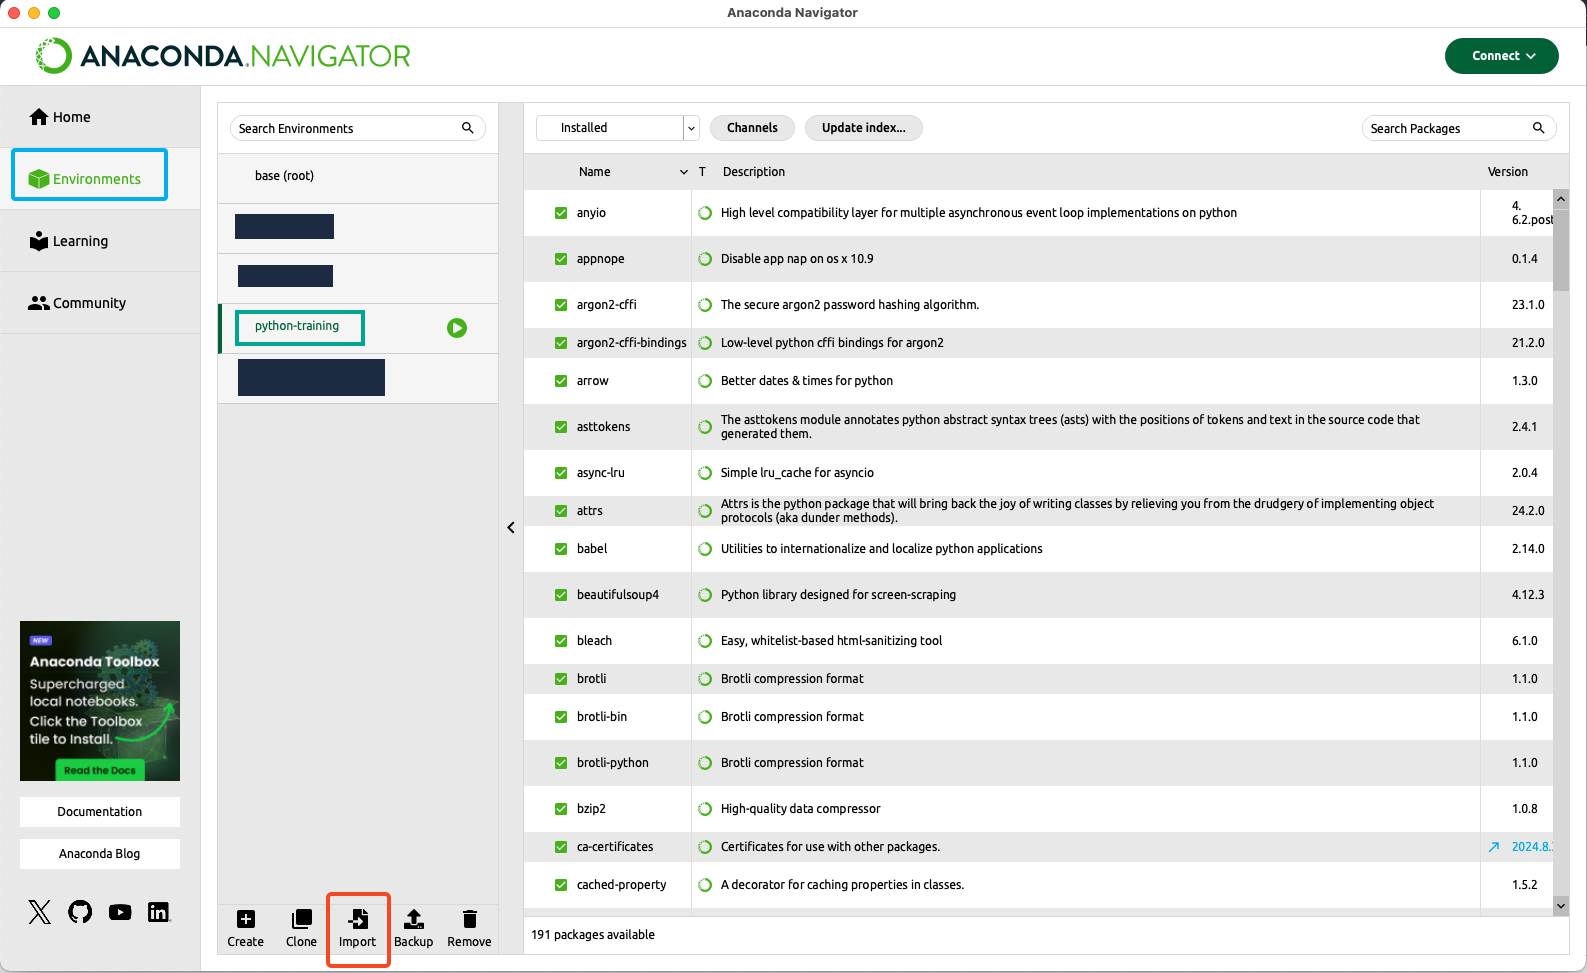 Anaconda Navigator
ANACONDA.NAVIGATOR
Connect
Home
Environments
Learning
Community
NEW
Anaconda Toolbox
Supercharged
local notebooks.
Click the Toolbox
tile to Install.
Read the Docs
Documentation
Anaconda Blog
Search Environments
base (root)
python-training
Create Clone Import Backup Remove
Installed Channels Update index... Search Packages
Name T Description Version
anyio High level compatibility layer for multiple asynchronous event loop implementations on python 4.
6.2.post
appnope Disable app nap on os x 10.9 0.1.4
argon2-cffi The secure argon2 password hashing algorithm. 23.1.0
argon2-cffi-bindings Low-level python cffi bindings for argon2 21.2.0
arrow Better dates & times for python 1.3.0
asttokens The asttokens module annotates python abstract syntax trees (asts) with the positions of tokens and text in the source code that 2.4.1
generated them.
async-lru Simple lru_cache for asyncio 2.0.4
attrs Attrs is the python package that will bring back the joy of writing classes by relieving you from the drudgery of implementing object 24.2.0
protocols (aka dunder methods).
babel Utilities to internationalize and localize python applications 2.14.0
beautifulsoup4 Python library designed for screen-scraping 4.12.3
bleach Easy, whitelist-based html-sanitizing tool 6.1.0
brotli Brotli compression format 1.1.0
brotli-bin Brotli compression format 1.1.0
brotli-python Brotli compression format 1.1.0
bzip2 High-quality data compressor 1.0.8
ca-certificates Certificates for use with other packages. 2024.8.
cached-property A decorator for caching properties in classes. 1.5.2
191 packages available